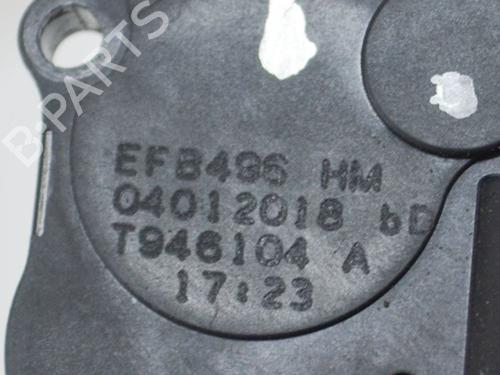 B-PARTS
EFB496 HM
04012018 bD
T946104 A
17:23